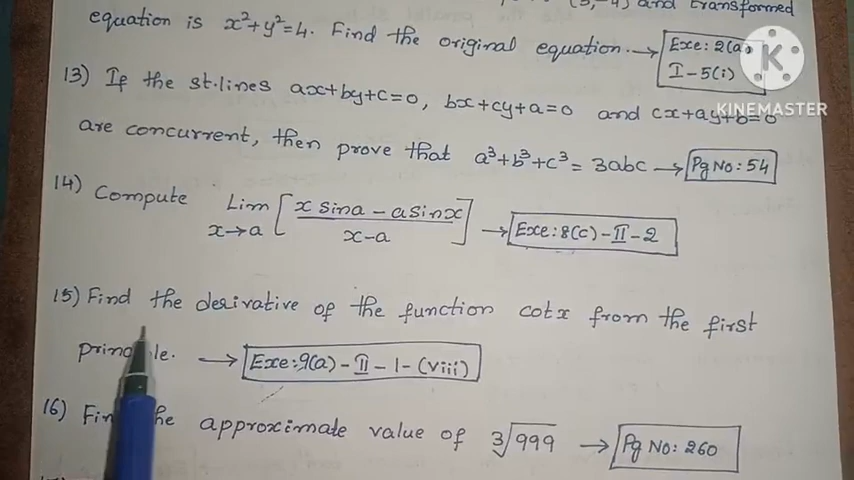 (3,-4) and transformed
equation is x²+y²=4. Find the original equation. → Exe: 2(a)
I-5(i)
KINEMASTER
13) If the st.lines ax+by+c=0, bx+cy+a=0 and cx+ay+b=0
are concurrent, then prove that a³+b³+c³=3abc → Pg No: 54
14) Compute Lim x→a [x sina - a sinx / x-a] → Exe: 8(c)-II-2
15) Find the derivative of the function cotx from the first
principle. → Exe: 9(a)-II-1-(viii)
16) Find the approximate value of ∛999 → Pg No: 260